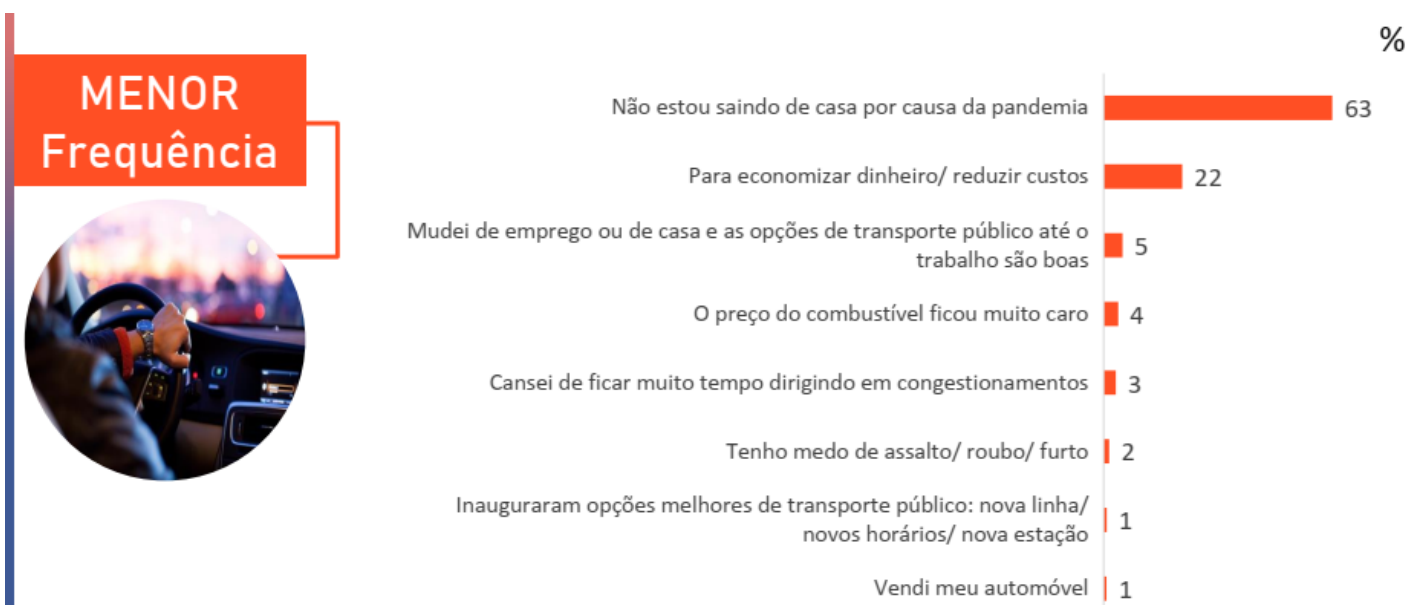 %
MENOR
Frequência
Não estou saindo de casa por causa da pandemia 63
Para economizar dinheiro/ reduzir custos 22
Mudei de emprego ou de casa e as opções de transporte público até o
trabalho são boas 5
O preço do combustível ficou muito caro 4
Cansei de ficar muito tempo dirigindo em congestionamentos 3
Tenho medo de assalto/ roubo/ furto 2
Inauguraram opções melhores de transporte público: nova linha/
novos horários/ nova estação 1
Vendi meu automóvel 1